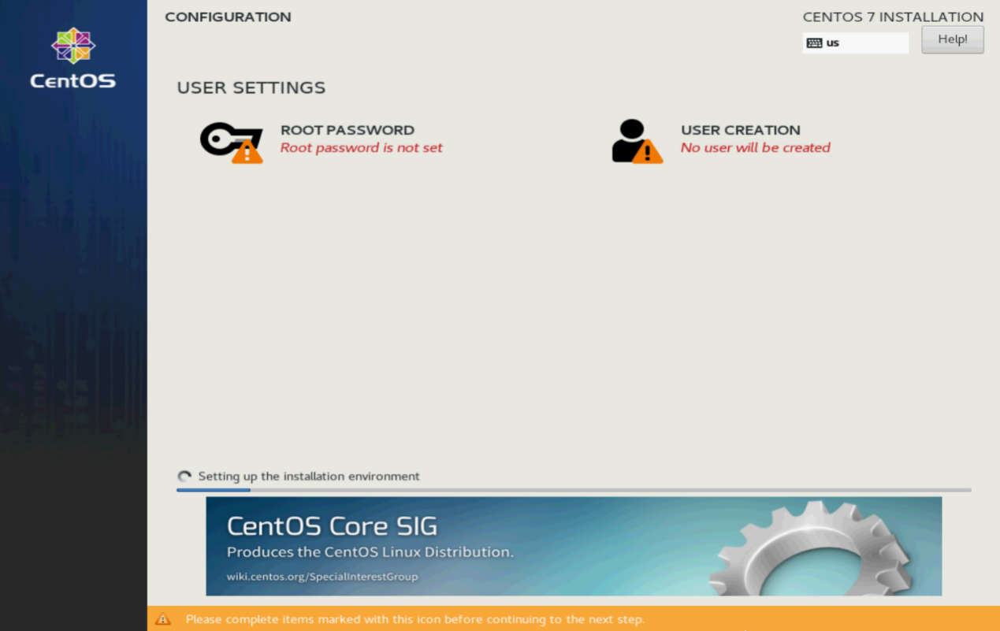 CONFIGURATION
CENTOS 7 INSTALLATION
us
Help!
CentOS
USER SETTINGS
ROOT PASSWORD
Root password is not set
USER CREATION
No user will be created
Setting up the installation environment
CentOS Core SIG
Produces the CentOS Linux Distribution.
wiki.centos.org/SpecialInterestGroup
Please complete items marked with this icon before continuing to the next step.